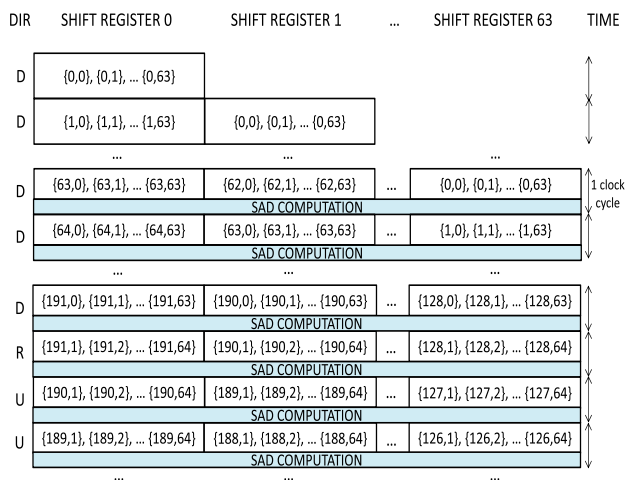 DIR SHIFT REGISTER 0 SHIFT REGISTER 1 ... SHIFT REGISTER 63 TIME
D {0,0}, {0,1}, ... {0,63}
D {1,0}, {1,1}, ... {1,63} {0,0}, {0,1}, ... {0,63}
... ... ...
D {63,0}, {63,1}, ... {63,63} {62,0}, {62,1}, ... {62,63} ... {0,0}, {0,1}, ... {0,63} 1 clock cycle
SAD COMPUTATION
D {64,0}, {64,1}, ... {64,63} {63,0}, {63,1}, ... {63,63} ... {1,0}, {1,1}, ... {1,63}
SAD COMPUTATION
... ... ...
D {191,0}, {191,1}, ... {191,63} {190,0}, {190,1}, ... {190,63} ... {128,0}, {128,1}, ... {128,63}
SAD COMPUTATION
R {191,1}, {191,2}, ... {191,64} {190,1}, {190,2}, ... {190,64} ... {128,1}, {128,2}, ... {128,64}
SAD COMPUTATION
U {190,1}, {190,2}, ... {190,64} {189,1}, {189,2}, ... {189,64} ... {127,1}, {127,2}, ... {127,64}
SAD COMPUTATION
U {189,1}, {189,2}, ... {189,64} {188,1}, {188,2}, ... {188,64} ... {126,1}, {126,2}, ... {126,64}
SAD COMPUTATION
... ... ...